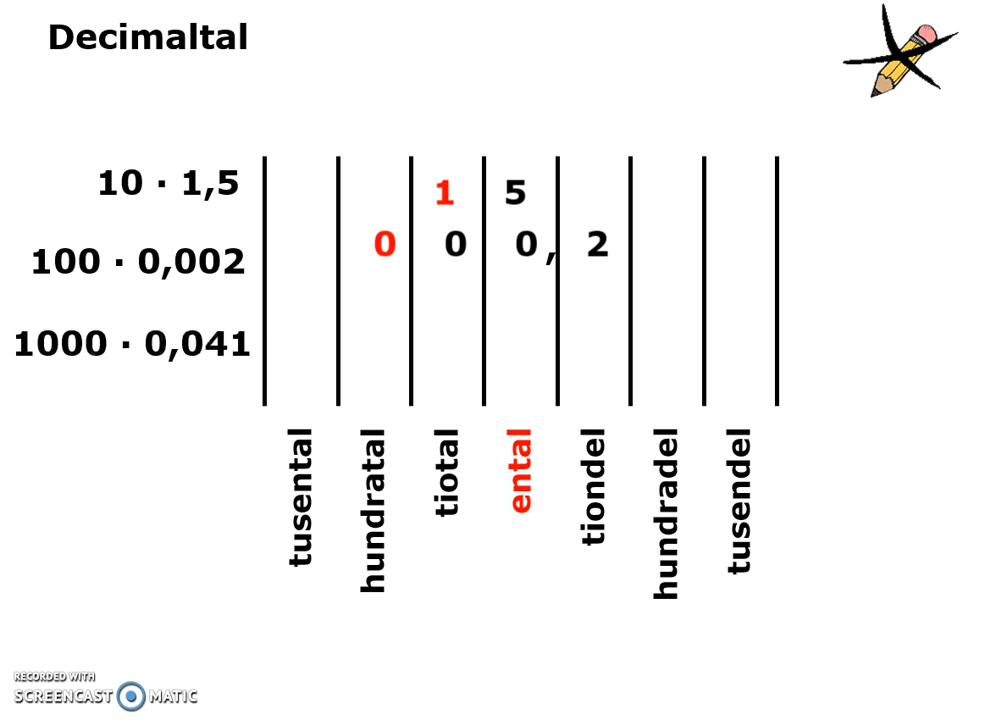 Decimaltal
10 · 1,5 1 5
100 · 0,002 0 0 0, 2
1000 · 0,041
tusental hundratal tiotal ental tiondel hundradel tusendel
RECORDED WITH
SCREENCAST MATIC